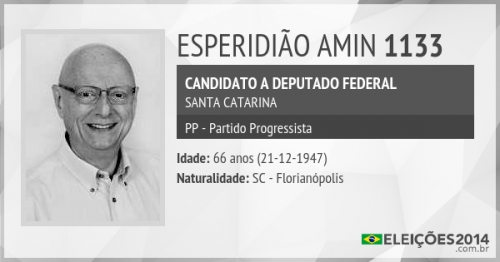 ESPERIDIÃO AMIN 1133
CANDIDATO A DEPUTADO FEDERAL
SANTA CATARINA
PP - Partido Progressista
Idade: 66 anos (21-12-1947)
Naturalidade: SC - Florianópolis
ELEIÇÕES2014
.com.br